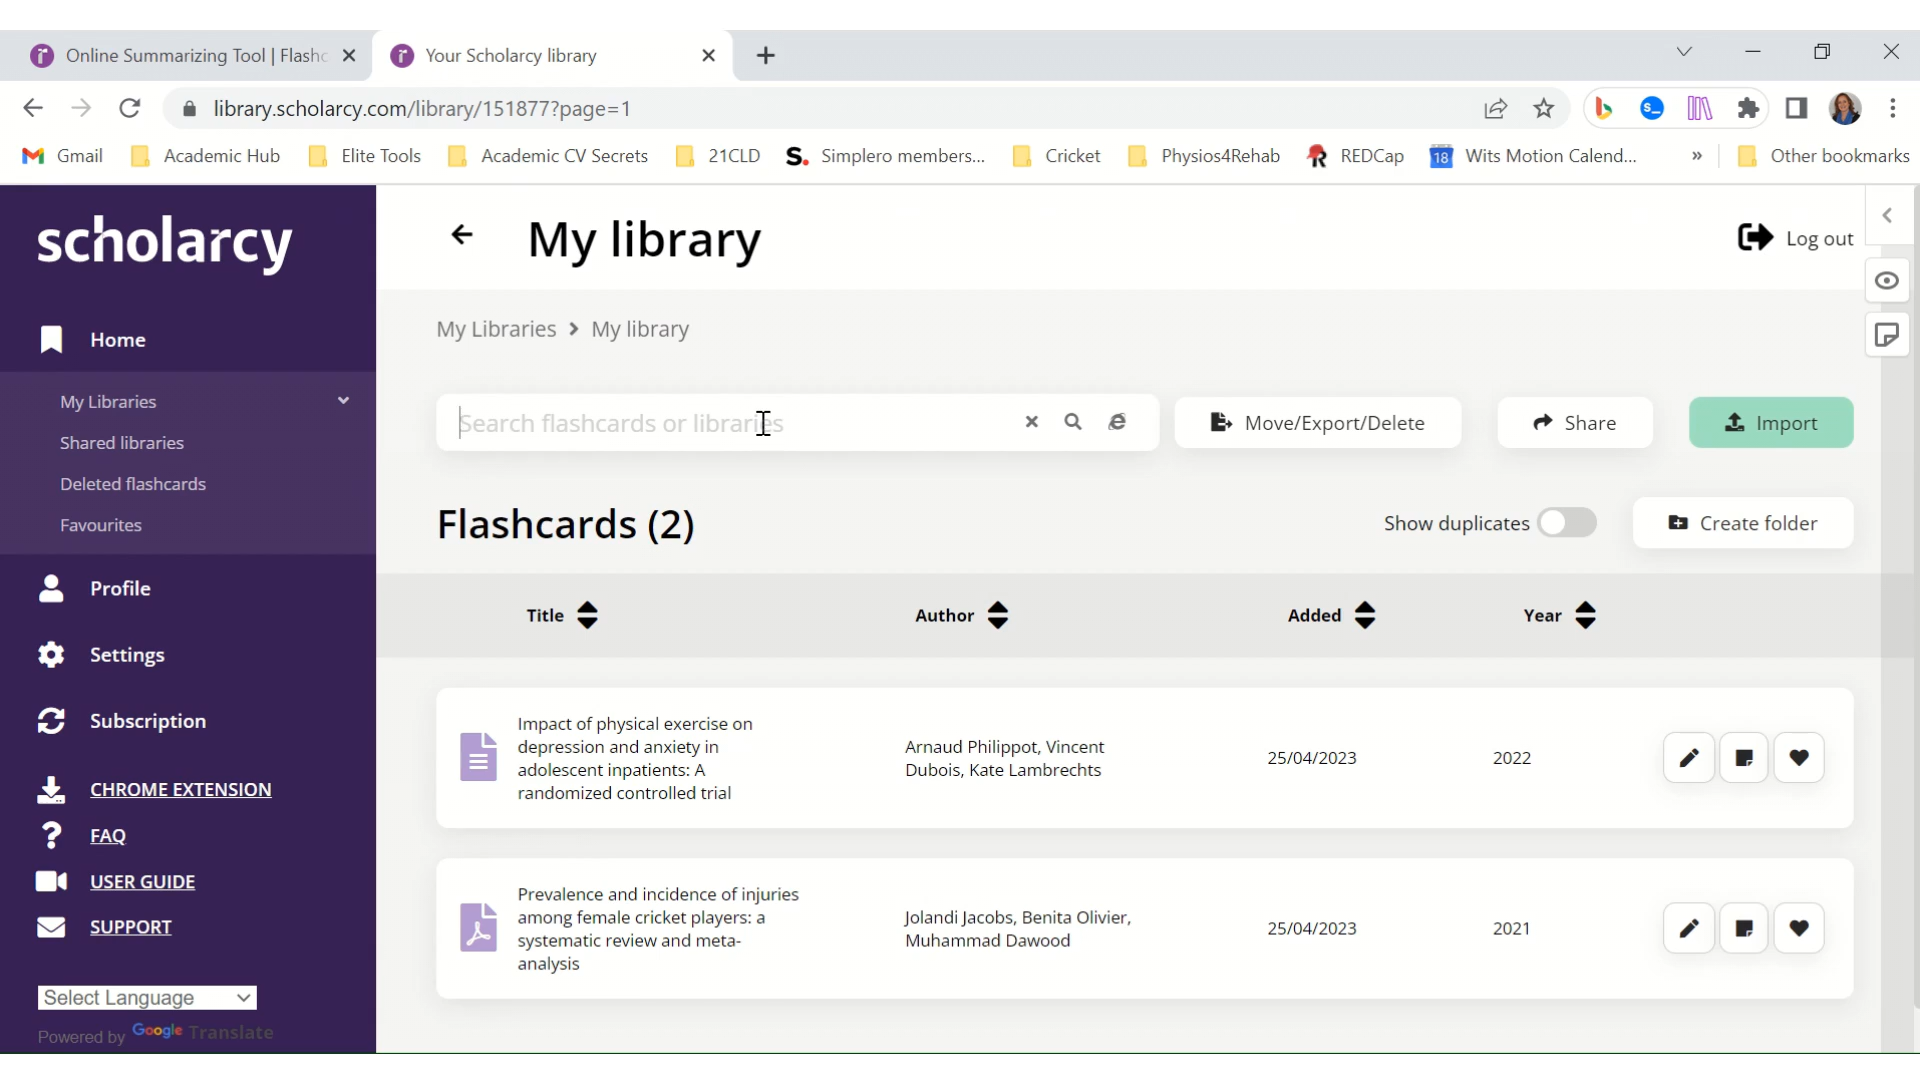 Online Summarizing Tool | Flashc
Your Scholarcy library
library.scholarcy.com/library/151877?page=1
Gmail
Academic Hub
Elite Tools
Academic CV Secrets
21CLD
S.
Simplero members...
Cricket
Physios4Rehab
REDCap
18
Wits Motion Calend...
»
Other bookmarks
scholarcy
My library
Log out
Home
My Libraries > My library
My Libraries
Shared libraries
Deleted flashcards
Favourites
Search flashcards or libraries
Move/Export/Delete
Share
Import
Flashcards (2)
Show duplicates
Create folder
Profile
Settings
Subscription
CHROME EXTENSION
FAQ
USER GUIDE
SUPPORT
Select Language
Powered by Google Translate
Title
Author
Added
Year
Impact of physical exercise on
depression and anxiety in
adolescent inpatients: A
randomized controlled trial
Arnaud Philippot, Vincent
Dubois, Kate Lambrechts
25/04/2023
2022
Prevalence and incidence of injuries
among female cricket players: a
systematic review and meta-
analysis
Jolandi Jacobs, Benita Olivier,
Muhammad Dawood
25/04/2023
2021